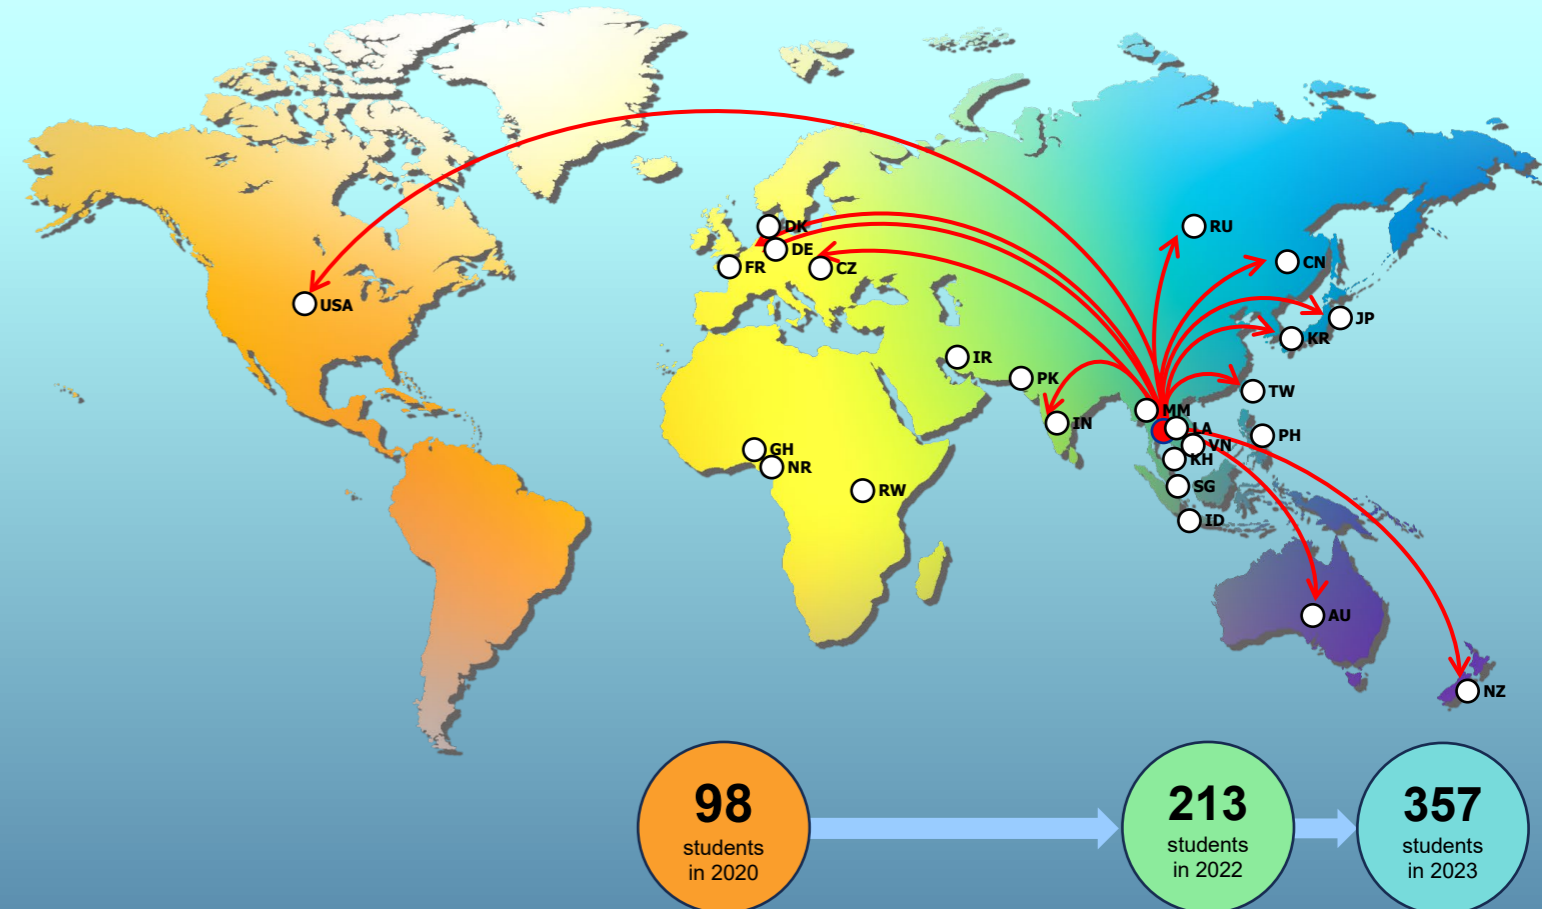 DK
RU
DE
CN
FR
CZ
USA
JP
KR
IR
PK
TW
MM
IN
LA
PH
VN
GH
KH
NR
SG
RW
ID
AU
NZ
98
students
in 2020
213
students
in 2022
357
students
in 2023